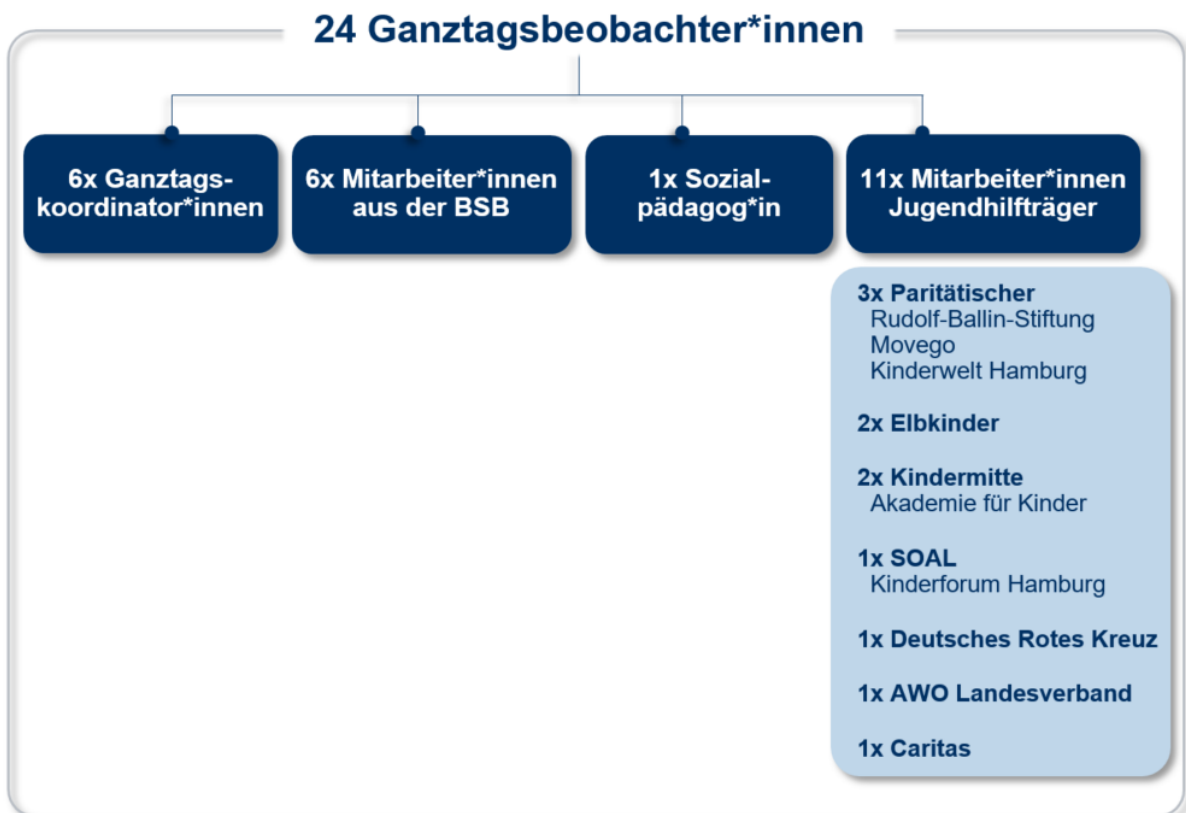 24 Ganztagsbeobachter*innen
6x Ganztags-
koordinator*innen
6x Mitarbeiter*innen
aus der BSB
1x Sozial-
pädagog*in
11x Mitarbeiter*innen
Jugendhilfträger
3x Paritätischer
Rudolf-Ballin-Stiftung
Movego
Kinderwelt Hamburg
2x Elbkinder
2x Kindermitte
Akademie für Kinder
1x SOAL
Kinderforum Hamburg
1x Deutsches Rotes Kreuz
1x AWO Landesverband
1x Caritas